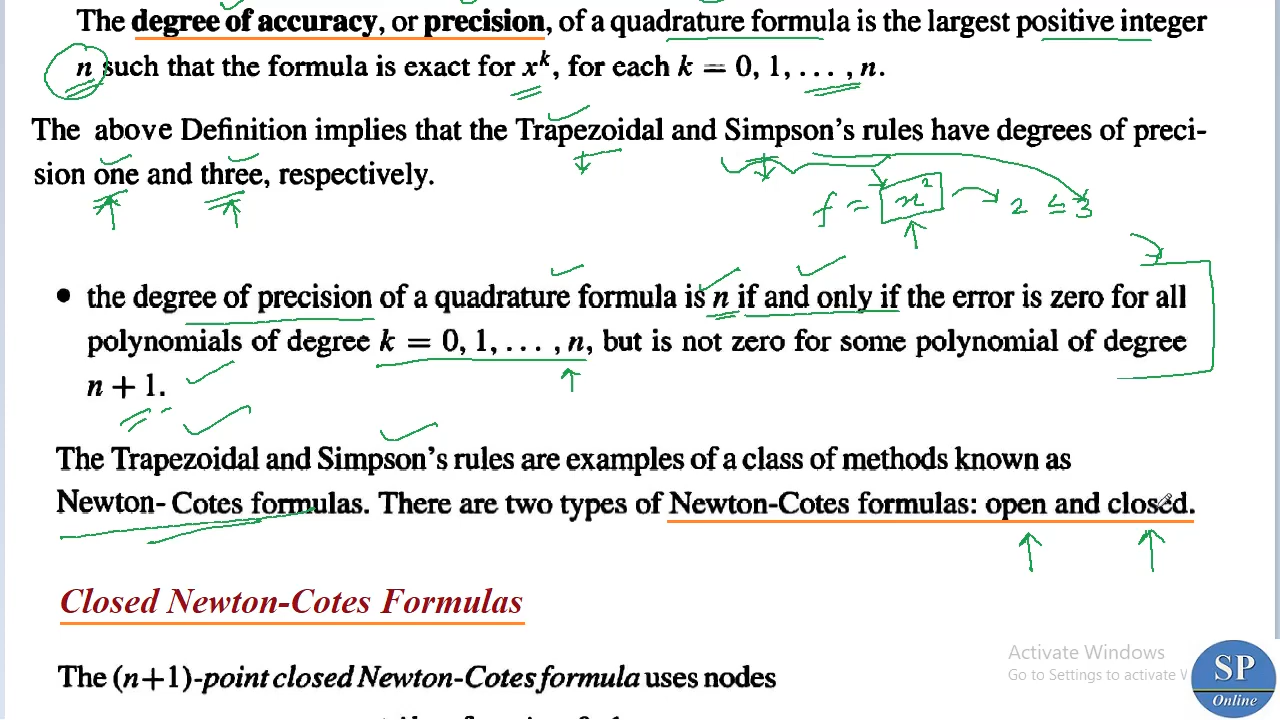 The degree of accuracy, or precision, of a quadrature formula is the largest positive integer
n such that the formula is exact for x^k, for each k = 0, 1, . . . , n.
The above Definition implies that the Trapezoidal and Simpson's rules have degrees of preci-
sion one and three, respectively.
f = x² → 2 ≤ 3
• the degree of precision of a quadrature formula is n if and only if the error is zero for all
polynomials of degree k = 0, 1, . . . , n, but is not zero for some polynomial of degree
n + 1.
The Trapezoidal and Simpson's rules are examples of a class of methods known as
Newton- Cotes formulas. There are two types of Newton-Cotes formulas: open and closed.
Closed Newton-Cotes Formulas
The (n+1)-point closed Newton-Cotes formula uses nodes
Activate Windows
Go to Settings to activate
SP
Online